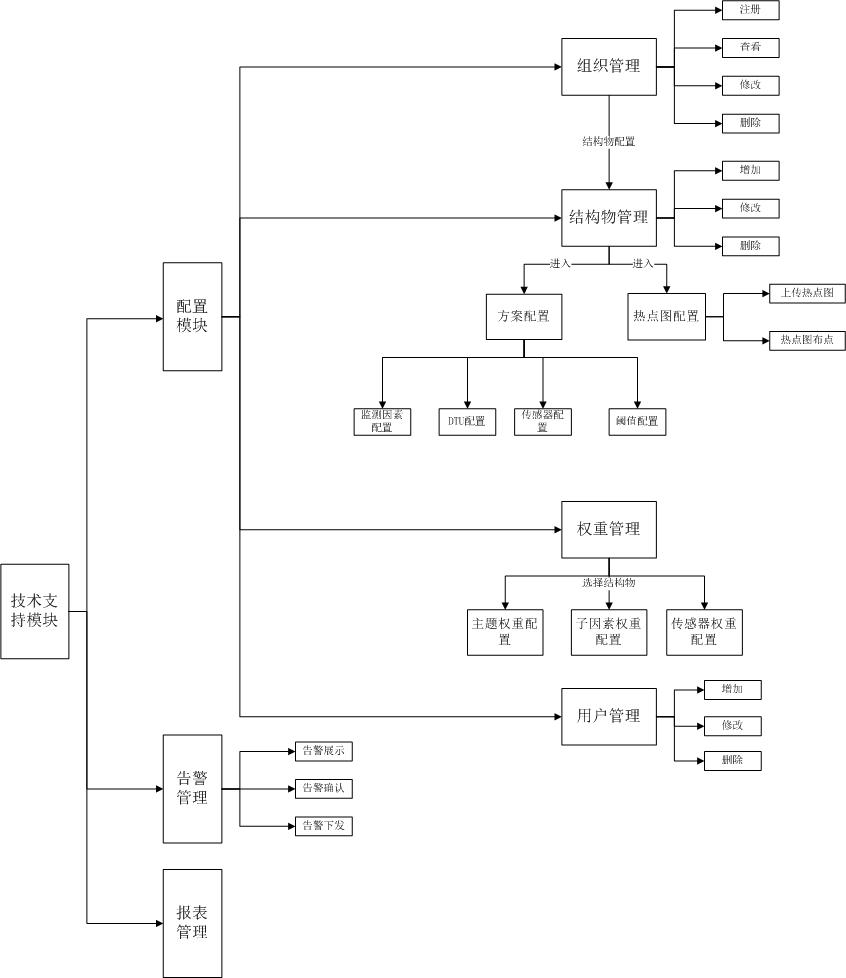 注册
查看
组织管理
修改
删除
结构物配置
增加
修改
结构物管理
删除
进入
进入
配置
模块
方案配置
热点图配置
上传热点图
热点图布点
监测因素
配置
DTU配置
传感器配
置
阈值配置
权重管理
选择结构物
技术支
持模块
主题权重配
置
子因素权重
配置
传感器权重
配置
用户管理
增加
修改
删除
告警
管理
告警展示
告警确认
告警下发
报表
管理